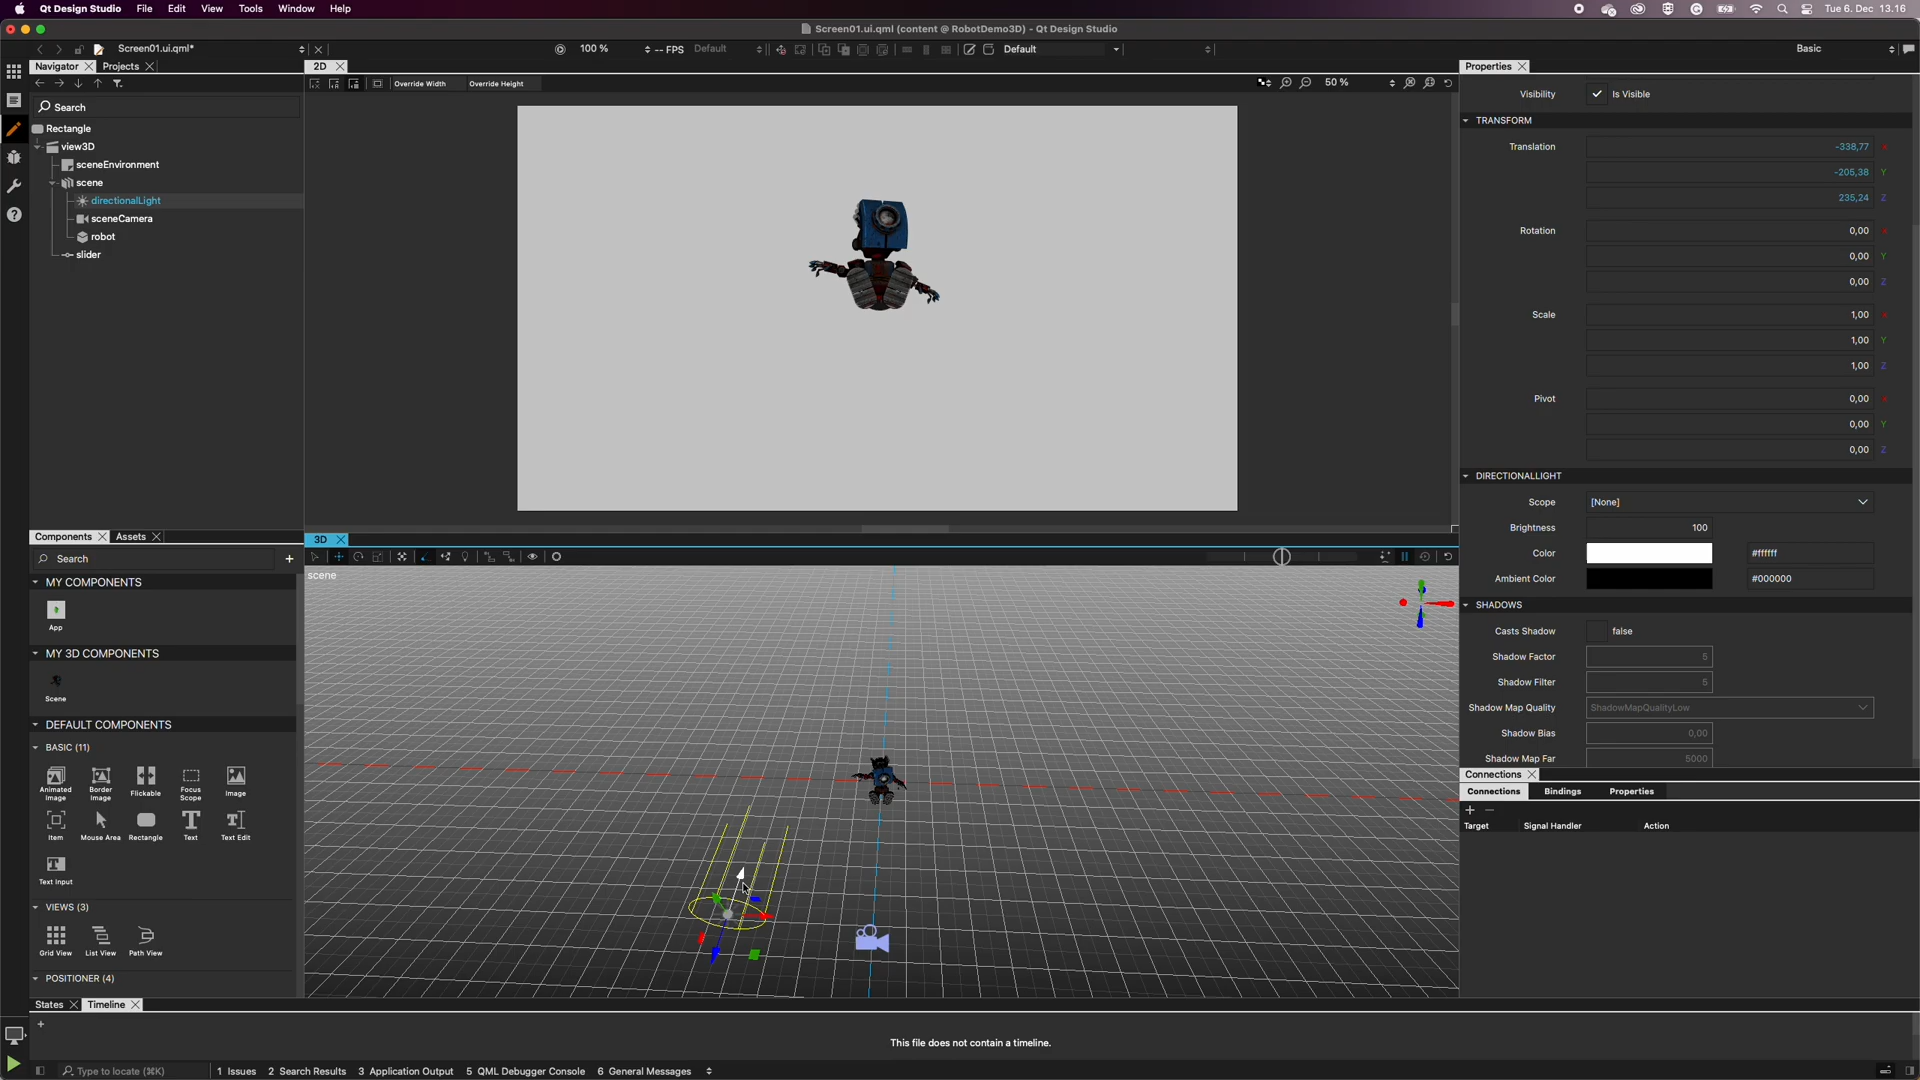 Qt Design Studio File Edit View Tools Window Help Tue 6. Dec 13.16
Screen01.ui.qml (content @ RobotDemo3D) - Qt Design Studio
Screen01.ui.qml* 100 % -- FPS Default Default Basic
Navigator Projects 2D Properties
Override Width Override Height 50 %
Search
Rectangle
view3D
sceneEnvironment
scene
directionalLight
sceneCamera
robot
slider
Visibility Is Visible
TRANSFORM
Translation -338,77 X
-205,38 Y
235,24 Z
Rotation 0,00 X
0,00 Y
0,00 Z
Scale 1,00 X
1,00 Y
1,00 Z
Pivot 0,00 X
0,00 Y
0,00 Z
DIRECTIONALLIGHT
Scope [None]
Brightness 100
Color #ffffff
Ambient Color #000000
SHADOWS
Casts Shadow false
Shadow Factor 5
Shadow Filter 5
Shadow Map Quality ShadowMapQualityLow
Shadow Bias 0,00
Shadow Map Far 5000
Components Assets
Search +
MY COMPONENTS
App
MY 3D COMPONENTS
Scene
DEFAULT COMPONENTS
BASIC (11)
Animated Image Border Image Flickable Focus Scope Image
Item Mouse Area Rectangle Text Text Edit
Text Input
VIEWS (3)
Grid View List View Path View
POSITIONER (4)
3D
scene
Connections
Connections Bindings Properties
+ −
Target Signal Handler Action
States Timeline
+
This file does not contain a timeline.
Type to locate (⌘K) 1 Issues 2 Search Results 3 Application Output 5 QML Debugger Console 6 General Messages